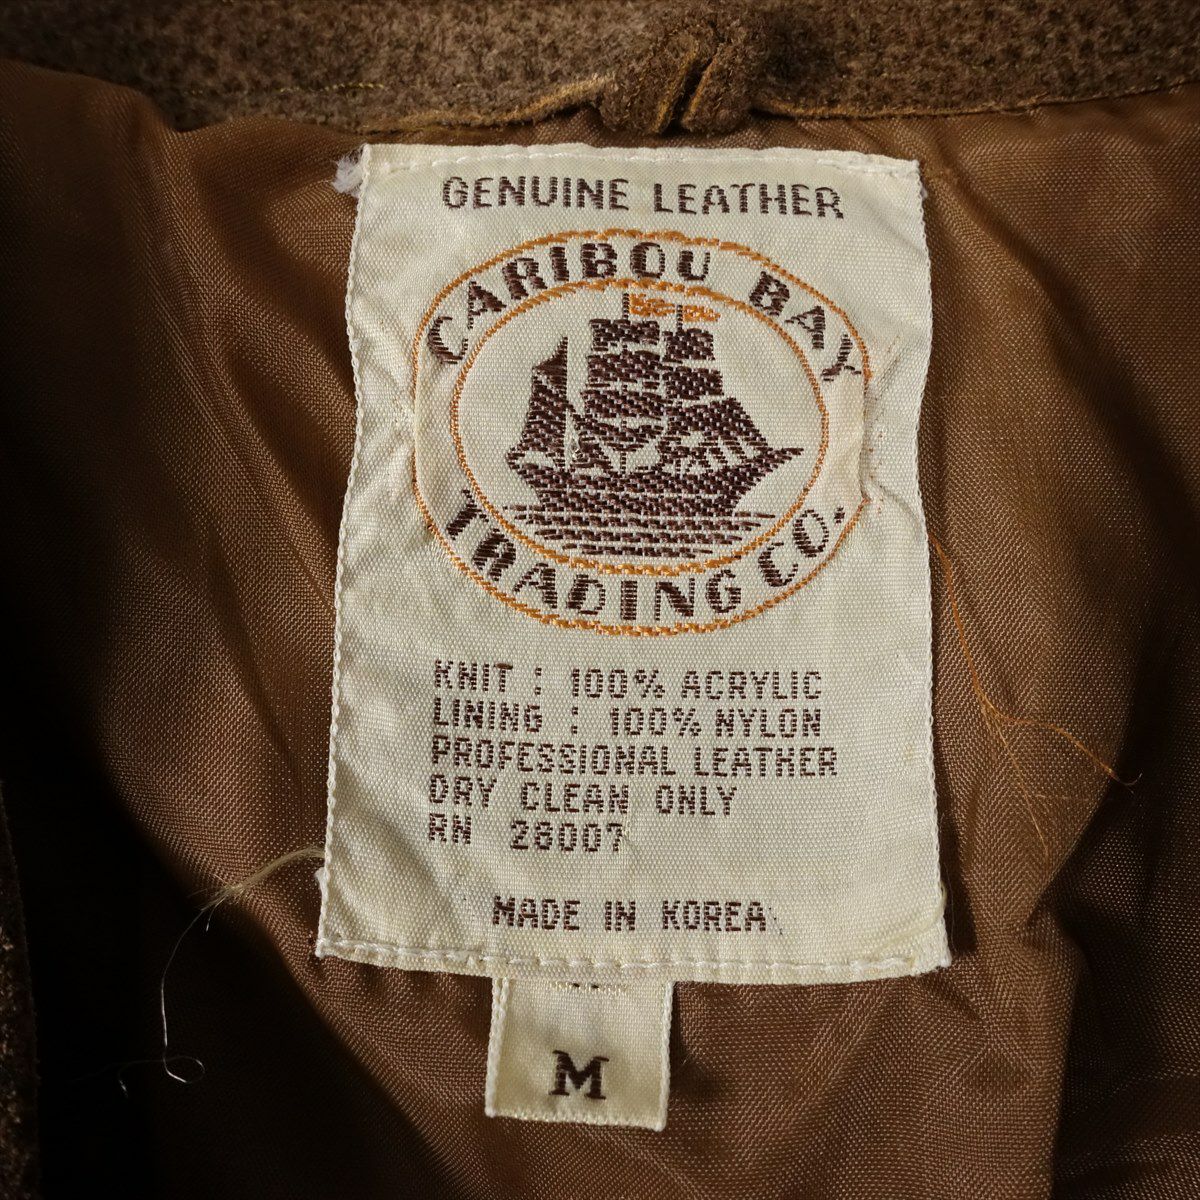 GENUINE LEATHER
CARIBOU BAY
TRADING CO.
KNIT : 100% ACRYLIC
LINING : 100% NYLON
PROFESSIONAL LEATHER
DRY CLEAN ONLY
RN 28007
MADE IN KOREA
M